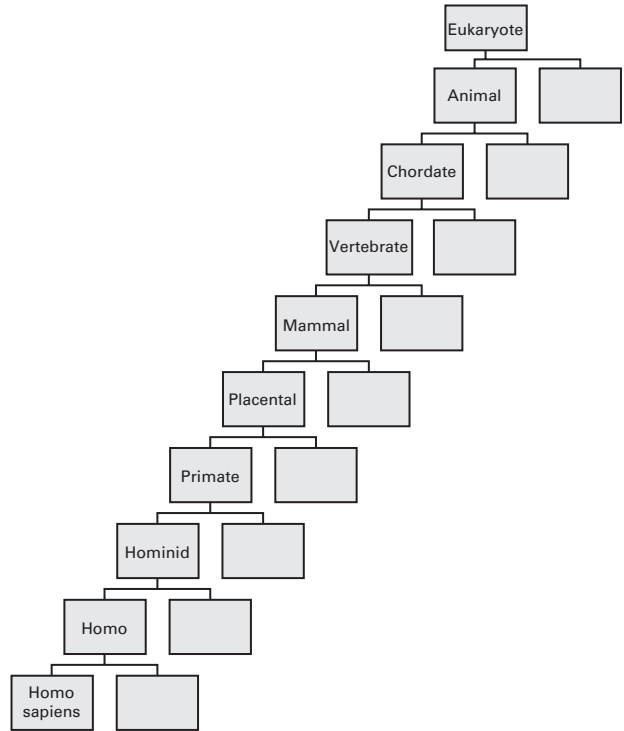 Eukaryote
Animal
Chordate
Vertebrate
Mammal
Placental
Primate
Hominid
Homo
Homo
sapiens